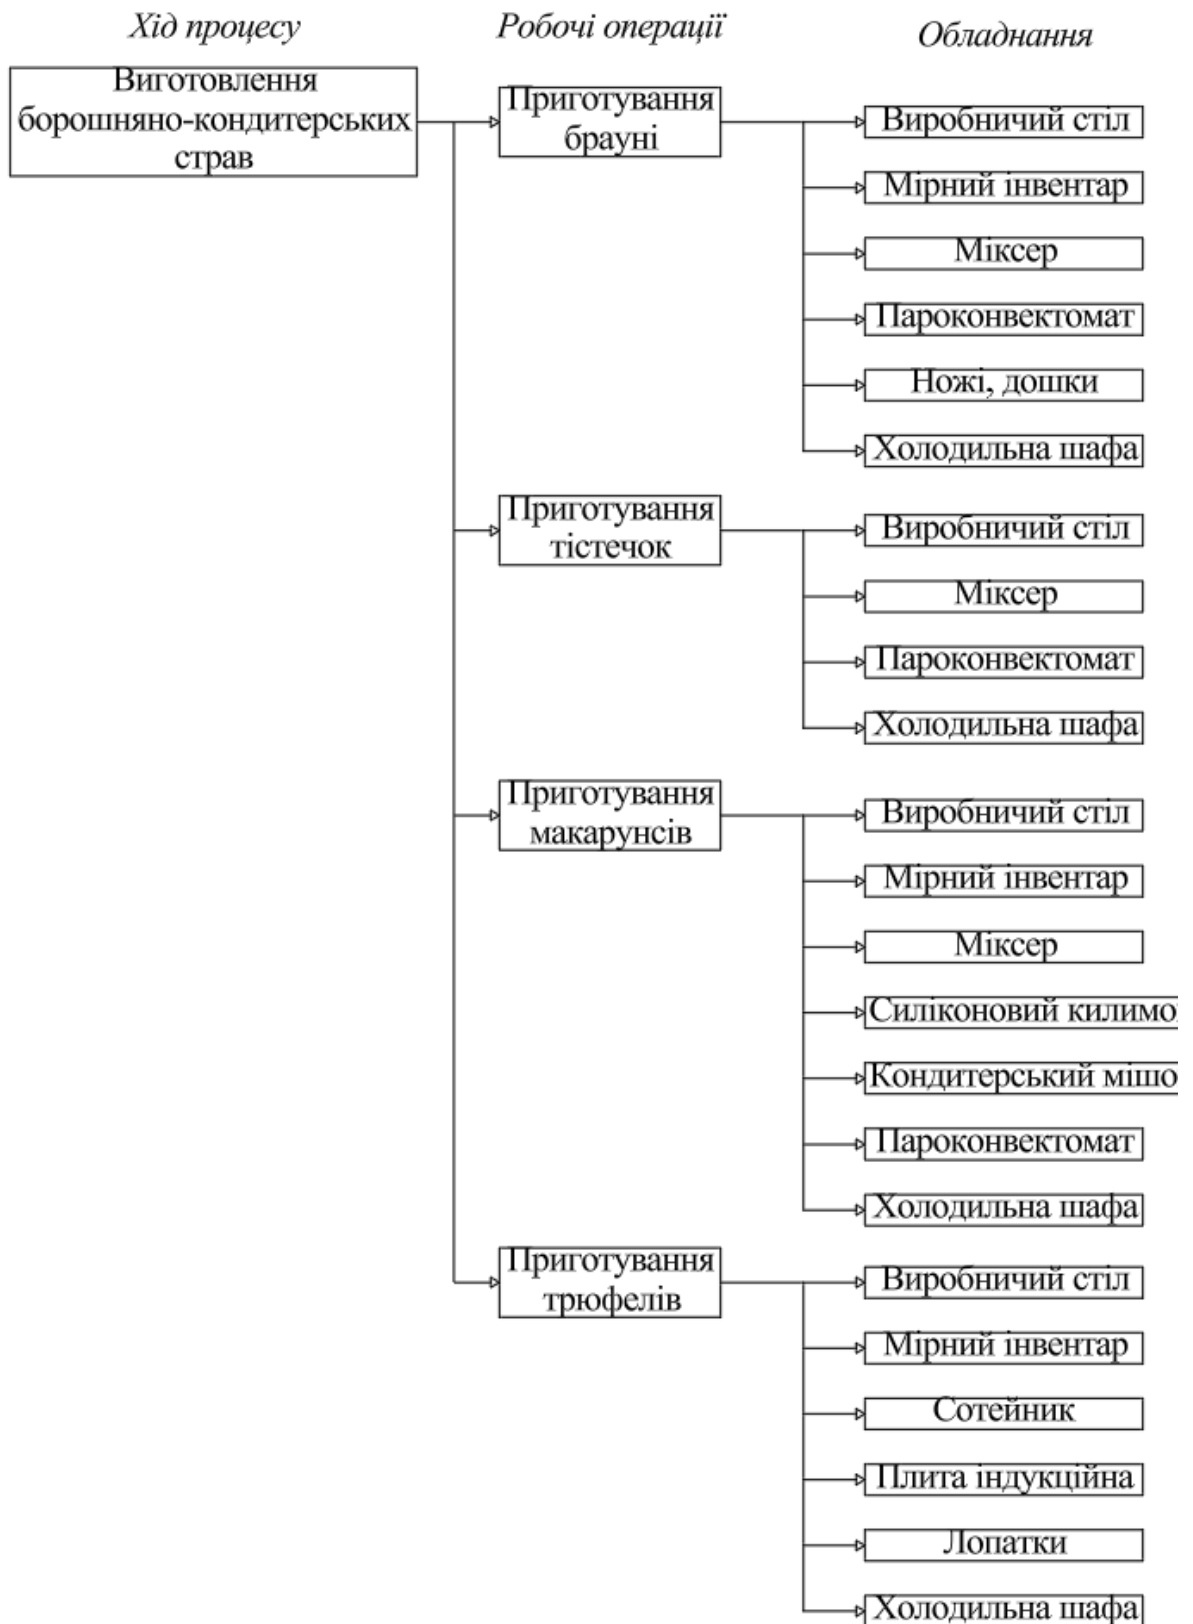 Хід процесу
Робочі операції
Обладнання
Виготовлення
борошняно-кондитерських
страв
Приготування
брауні
Виробничий стіл
Мірний інвентар
Міксер
Пароконвектомат
Ножі, дошки
Холодильна шафа
Приготування
тістечок
Виробничий стіл
Міксер
Пароконвектомат
Холодильна шафа
Приготування
макарунсів
Виробничий стіл
Мірний інвентар
Міксер
Силіконовий килимо
Кондитерський мішо
Пароконвектомат
Холодильна шафа
Приготування
трюфелів
Виробничий стіл
Мірний інвентар
Сотейник
Плита індукційна
Лопатки
Холодильна шафа